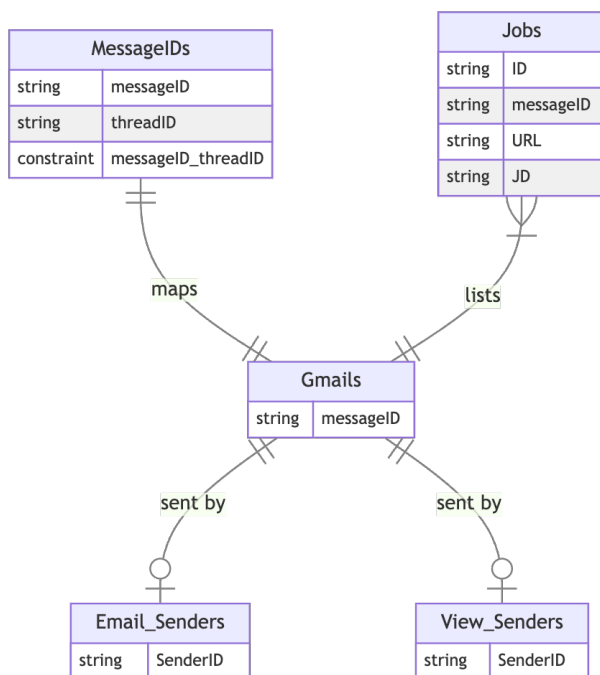 MessageIDs
string messageID
string threadID
constraint messageID_threadID
Jobs
string ID
string messageID
string URL
string JD
maps
lists
Gmails
string messageID
sent by
sent by
Email_Senders
string SenderID
View_Senders
string SenderID